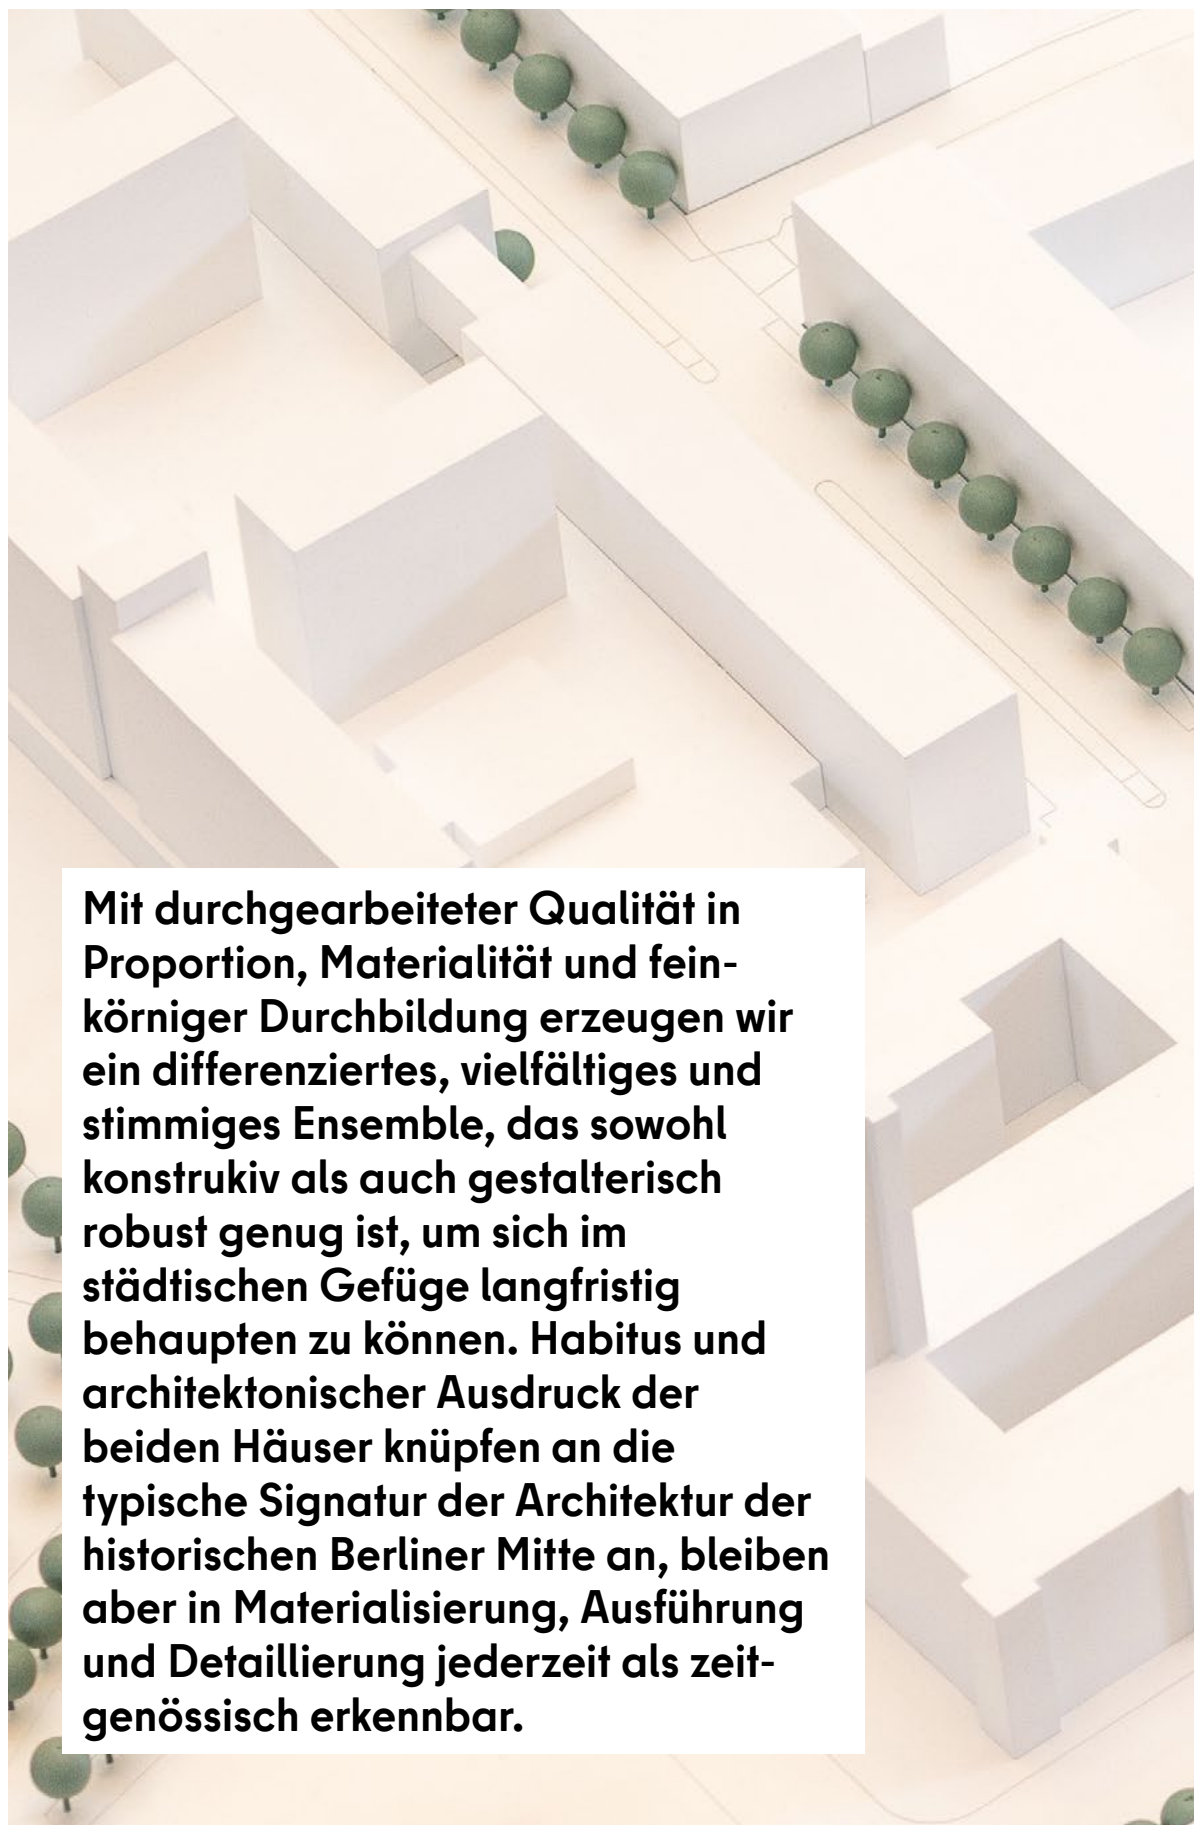 Mit durchgearbeiteter Qualität in
Proportion, Materialität und fein-
körniger Durchbildung erzeugen wir
ein differenziertes, vielfältiges und
stimmiges Ensemble, das sowohl
konstrukiv als auch gestalterisch
robust genug ist, um sich im
städtischen Gefüge langfristig
behaupten zu können. Habitus und
architektonischer Ausdruck der
beiden Häuser knüpfen an die
typische Signatur der Architektur der
historischen Berliner Mitte an, bleiben
aber in Materialisierung, Ausführung
und Detaillierung jederzeit als zeit-
genössisch erkennbar.